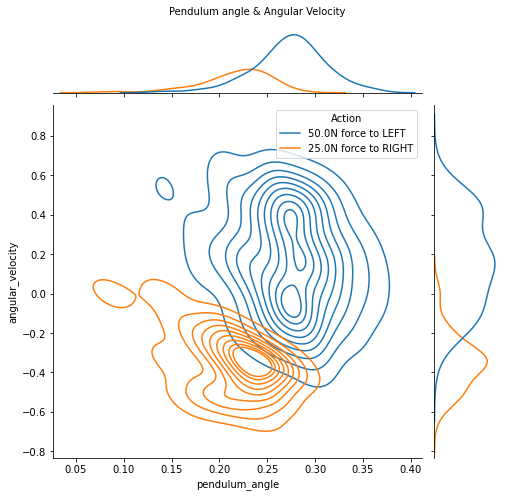 Pendulum angle & Angular Velocity
Action
50.0N force to LEFT
25.0N force to RIGHT
0.8
0.6
0.4
0.2
0.0
−0.2
−0.4
−0.6
−0.8
angular_velocity
0.05 0.10 0.15 0.20 0.25 0.30 0.35 0.40
pendulum_angle